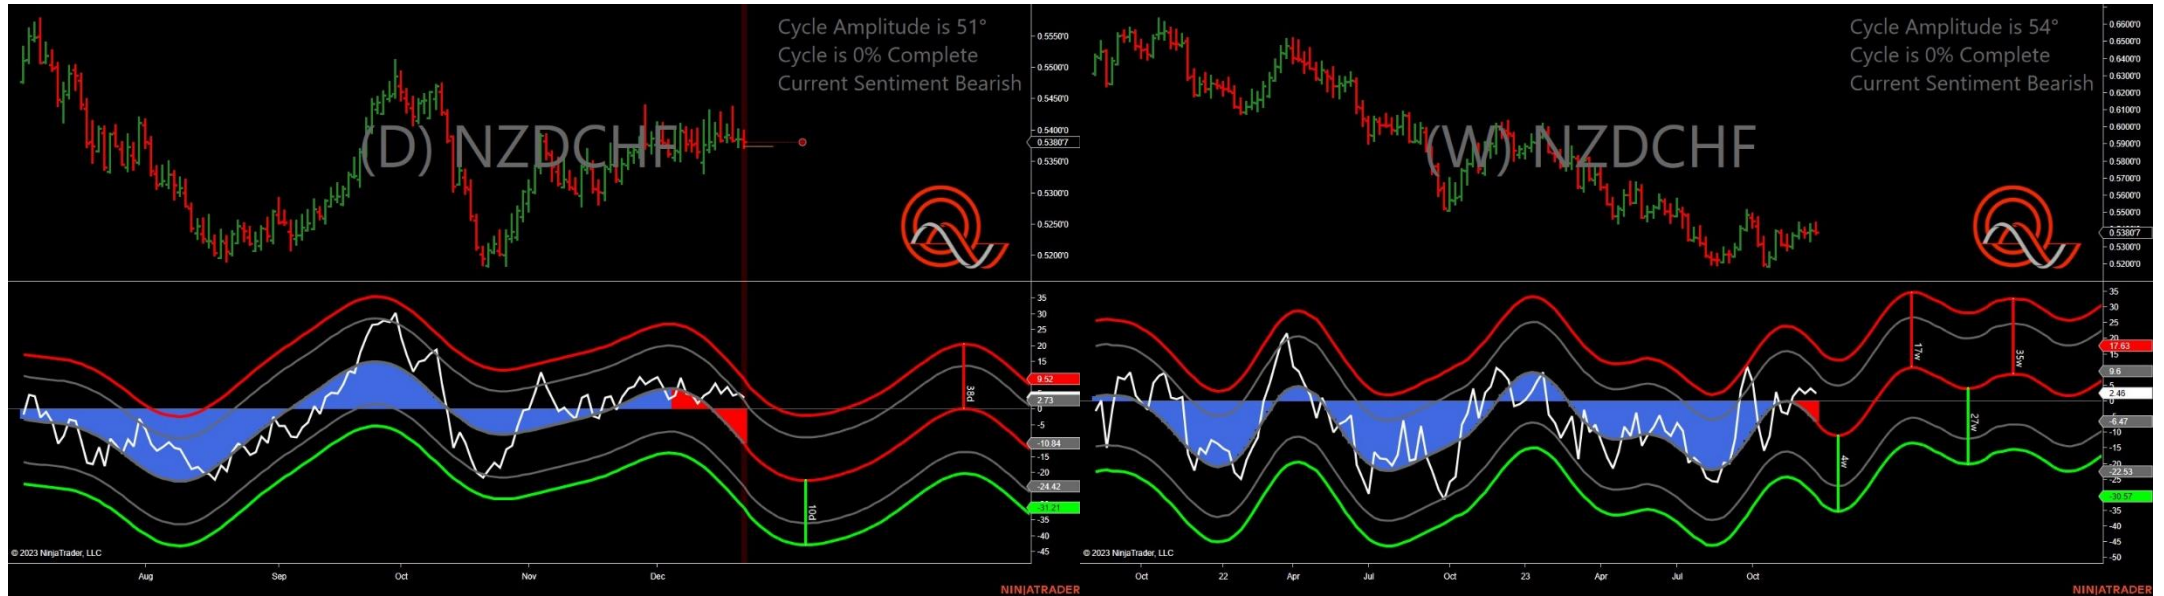 Cycle Amplitude is 51°
Cycle is 0% Complete
Current Sentiment Bearish
(D) NZDCHF
0.5550'0
0.5500'0
0.5450'0
0.5400'0
0.5380'7
0.5350'0
0.5300'0
0.5250'0
0.5200'0
35
30
25
20
15
9.52
2.73
0
-5
-10.84
-15
-20
-24.42
-31.21
-35
-40
-45
38d
10d
© 2023 NinjaTrader, LLC
Aug
Sep
Oct
Nov
Dec
NINJATRADER
Cycle Amplitude is 54°
Cycle is 0% Complete
Current Sentiment Bearish
(W) NZDCHF
0.6600'0
0.6500'0
0.6400'0
0.6300'0
0.6200'0
0.6100'0
0.6000'0
0.5900'0
0.5800'0
0.5700'0
0.5600'0
0.5500'0
0.5380'7
0.5300'0
0.5200'0
35
30
25
20
17.63
15
9.6
5
2.46
0
-6.47
-10
-15
-22.53
-25
-30.57
-35
-40
-45
-50
17w
35w
27w
4w
© 2023 NinjaTrader, LLC
Oct
22
Apr
Jul
Oct
23
Apr
Jul
Oct
NINJATRADER